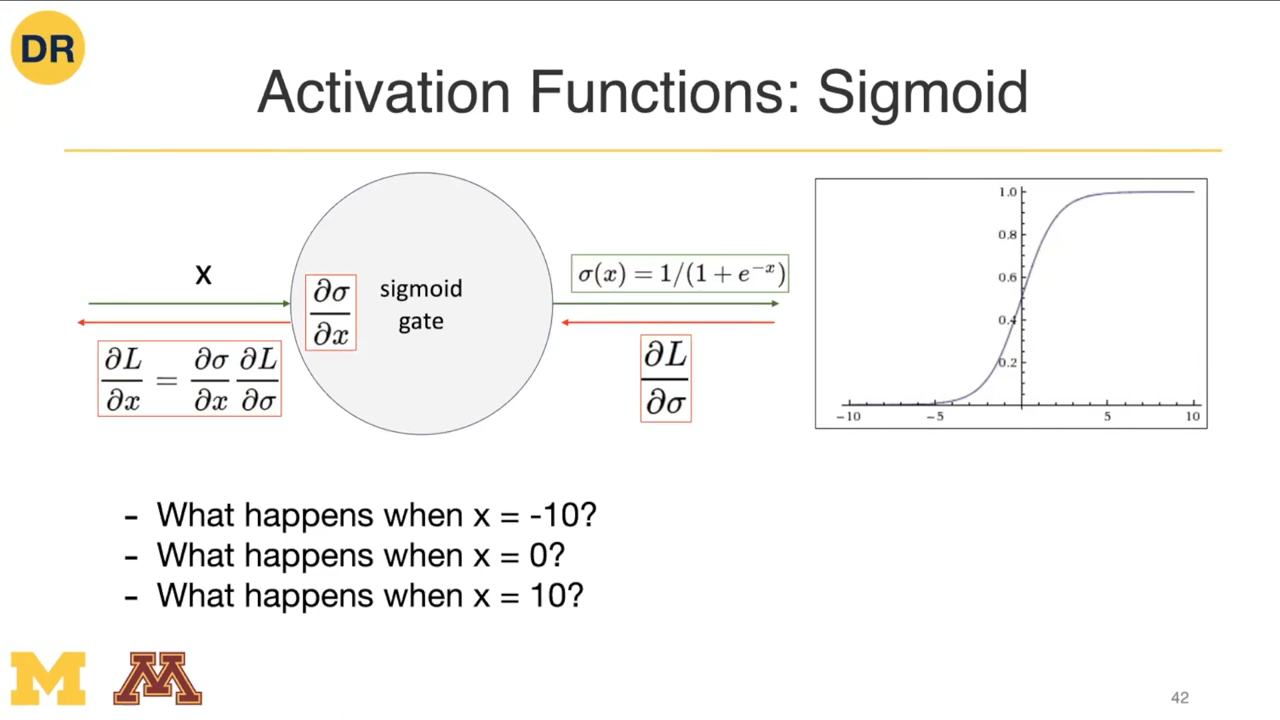 DR
Activation Functions: Sigmoid
x
∂σ/∂x
sigmoid
gate
σ(x) = 1/(1 + e^{-x})
∂L/∂x = ∂σ/∂x ∂L/∂σ
∂L/∂σ
1.0
0.8
0.6
0.4
0.2
-10
-5
5
10
- What happens when x = -10?
- What happens when x = 0?
- What happens when x = 10?
M M
42